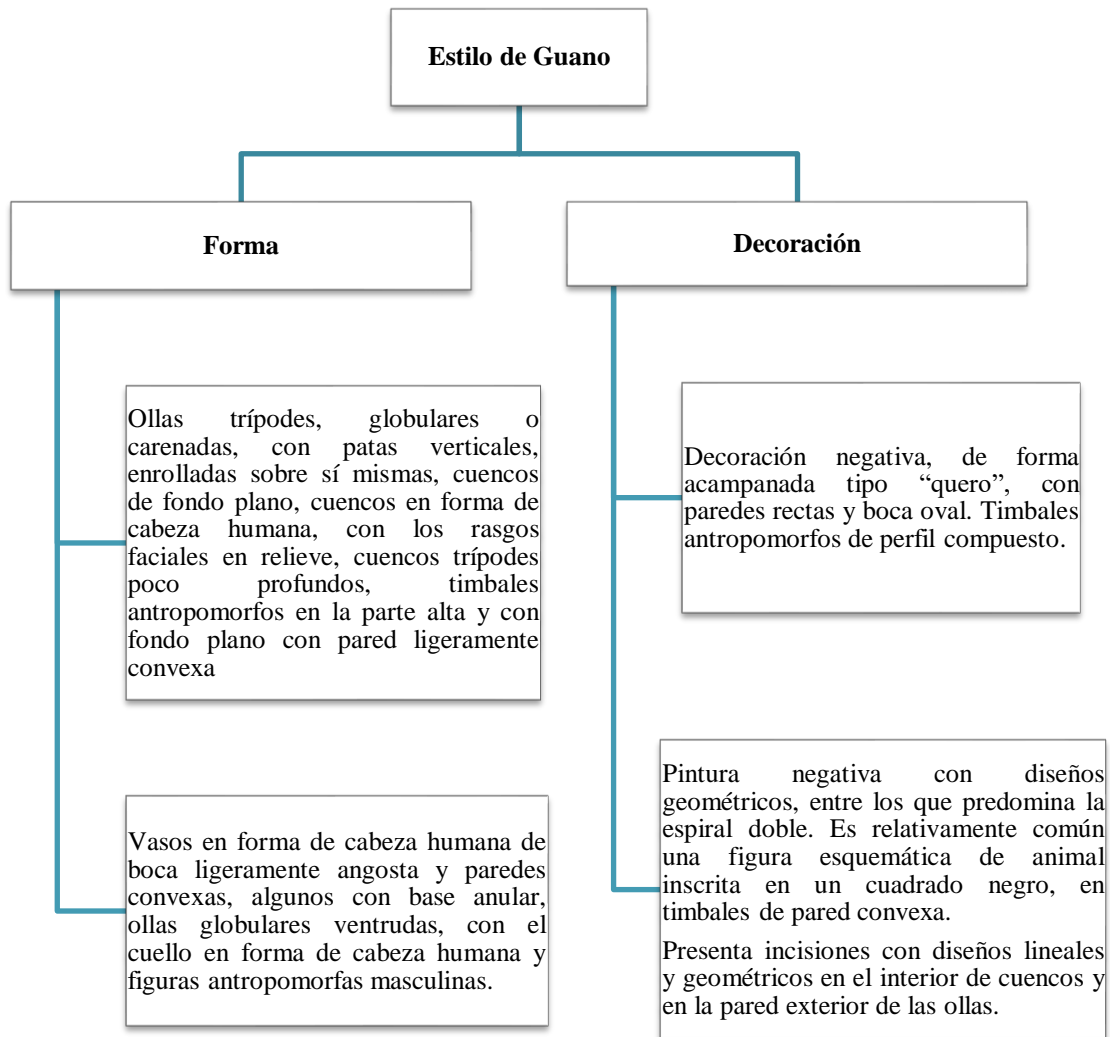 Estilo de Guano
Forma
Ollas trípodes, globulares o
carenadas, con patas verticales,
enrolladas sobre sí mismas, cuencos
de fondo plano, cuencos en forma de
cabeza humana, con los rasgos
faciales en relieve, cuencos trípodes
poco profundos, timbales
antropomorfos en la parte alta y con
fondo plano con pared ligeramente
convexa
Vasos en forma de cabeza humana de
boca ligeramente angosta y paredes
convexas, algunos con base anular,
ollas globulares ventrudas, con el
cuello en forma de cabeza humana y
figuras antropomorfas masculinas.
Decoración
Decoración negativa, de forma
acampanada tipo “quero”, con
paredes rectas y boca oval. Timbales
antropomorfos de perfil compuesto.
Pintura negativa con diseños
geométricos, entre los que predomina la
espiral doble. Es relativamente común
una figura esquemática de animal
inscrita en un cuadrado negro, en
timbales de pared convexa.
Presenta incisiones con diseños lineales
y geométricos en el interior de cuencos y
en la pared exterior de las ollas.